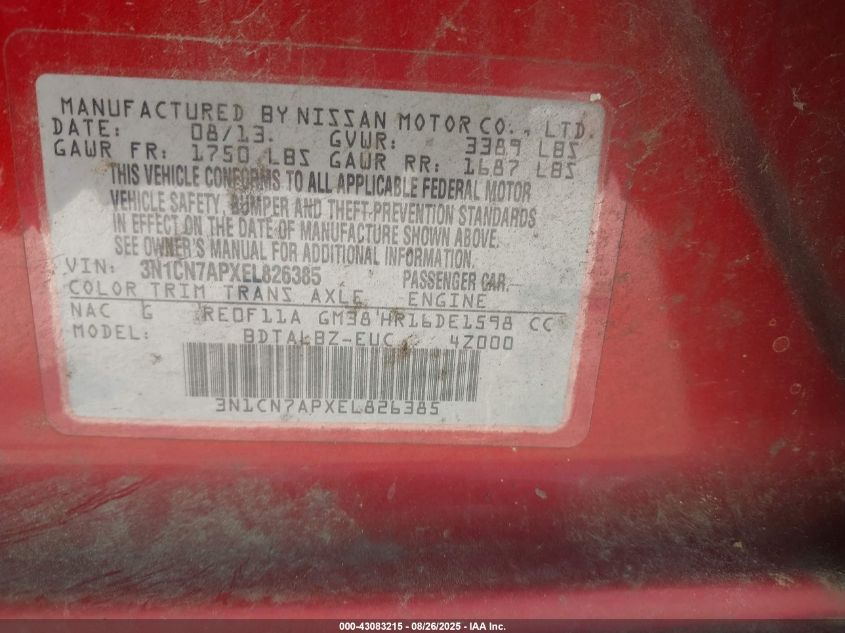 MANUFACTURED BY NISSAN MOTOR CO., LTD.
DATE: 08/13. GVWR: 3389 LBS
GAWR FR: 1750 LBS GAWR RR: 1687 LBS
THIS VEHICLE CONFORMS TO ALL APPLICABLE FEDERAL MOTOR
VEHICLE SAFETY, BUMPER AND THEFT-PREVENTION STANDARDS
IN EFFECT ON THE DATE OF MANUFACTURE SHOWN ABOVE.
SEE OWNER'S MANUAL FOR ADDITIONAL INFORMATION.
VIN: 3N1CN7APXEL826385 PASSENGER CAR.
COLOR TRIM TRANS AXLE ENGINE
NAC G RE0F11A GM38 HR16DE1598 CC
MODEL: BDTALBZ-EUC 4Z000
3N1CN7APXEL826385
000-43083215 - 08/26/2025 - IAA Inc.